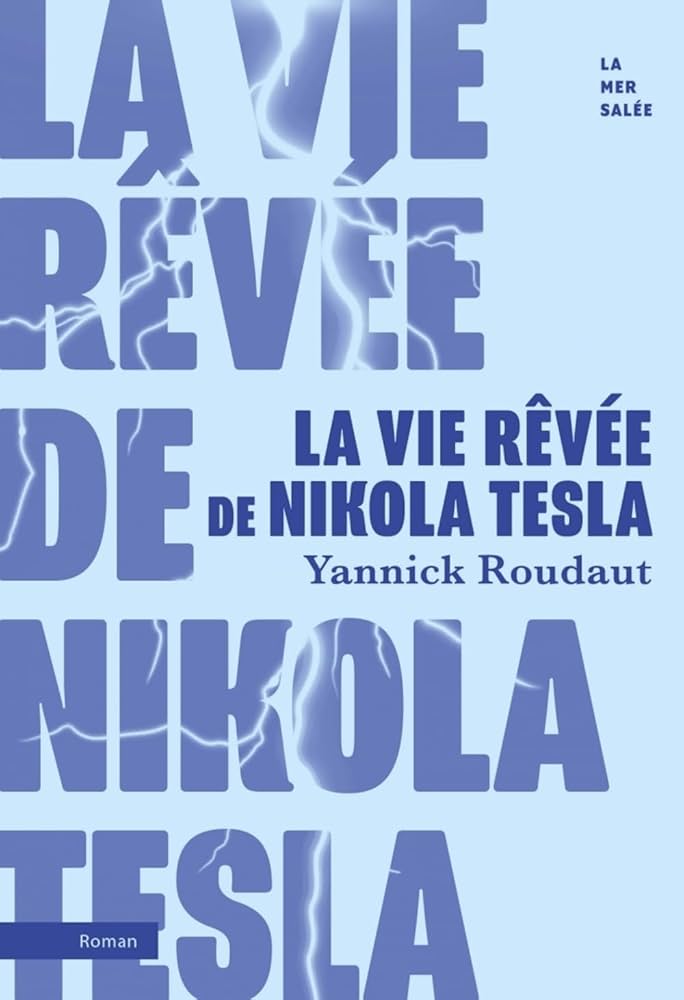 LA VIE
RÊVÉE
DE
NIKOLA
TESLA
LA
MER
SALÉE
LA VIE RÊVÉE
DE NIKOLA TESLA
Yannick Roudaut
Roman